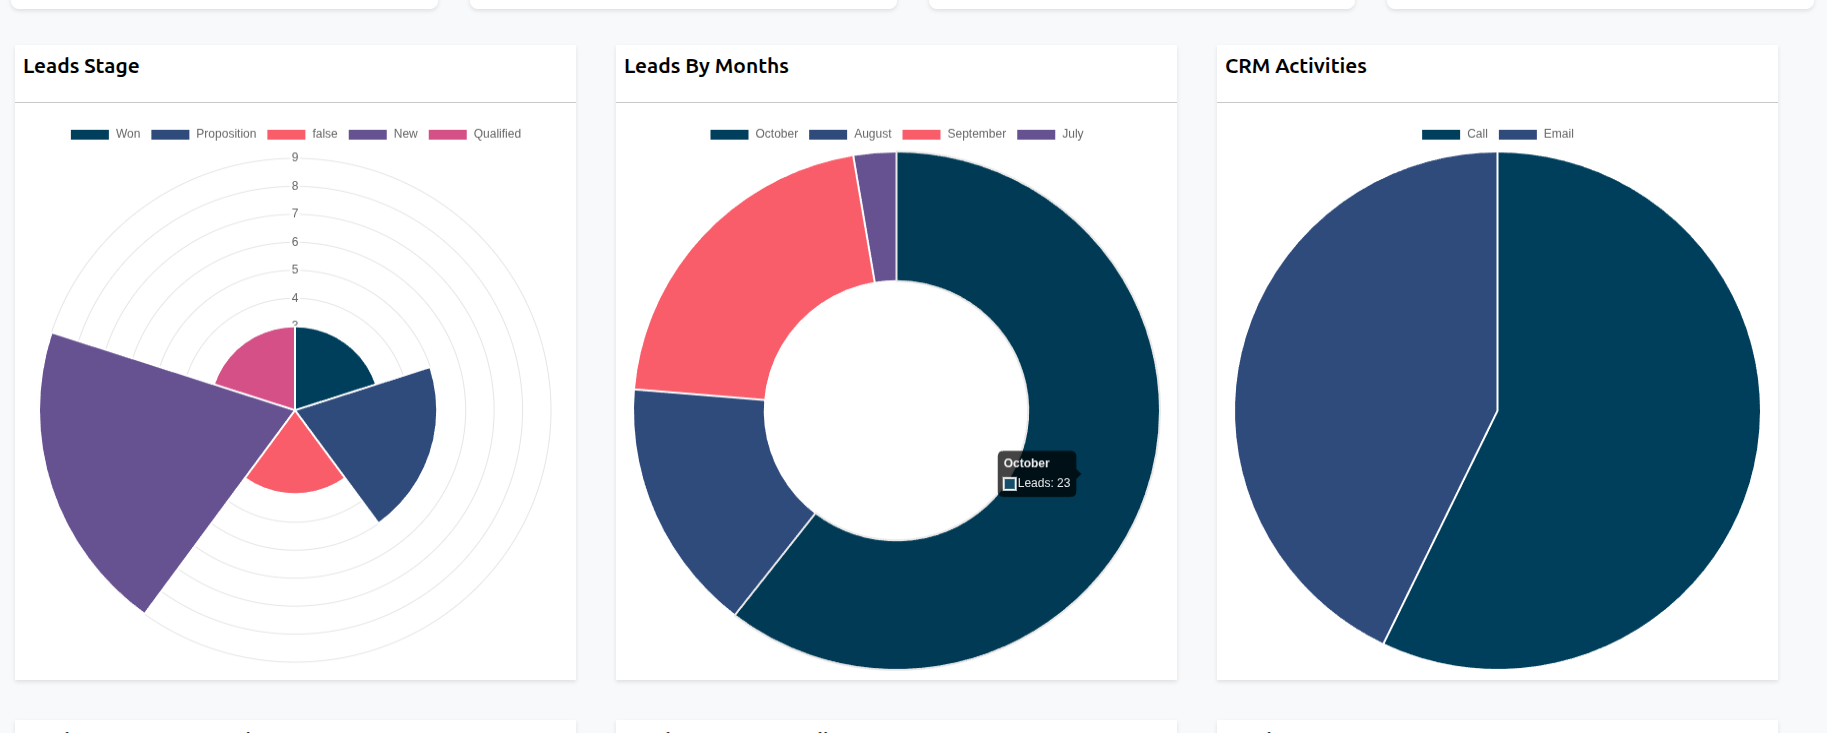 Leads Stage
Won Proposition false New Qualified
9
8
7
6
5
4
Leads By Months
October August September July
October
Leads: 23
CRM Activities
Call Email